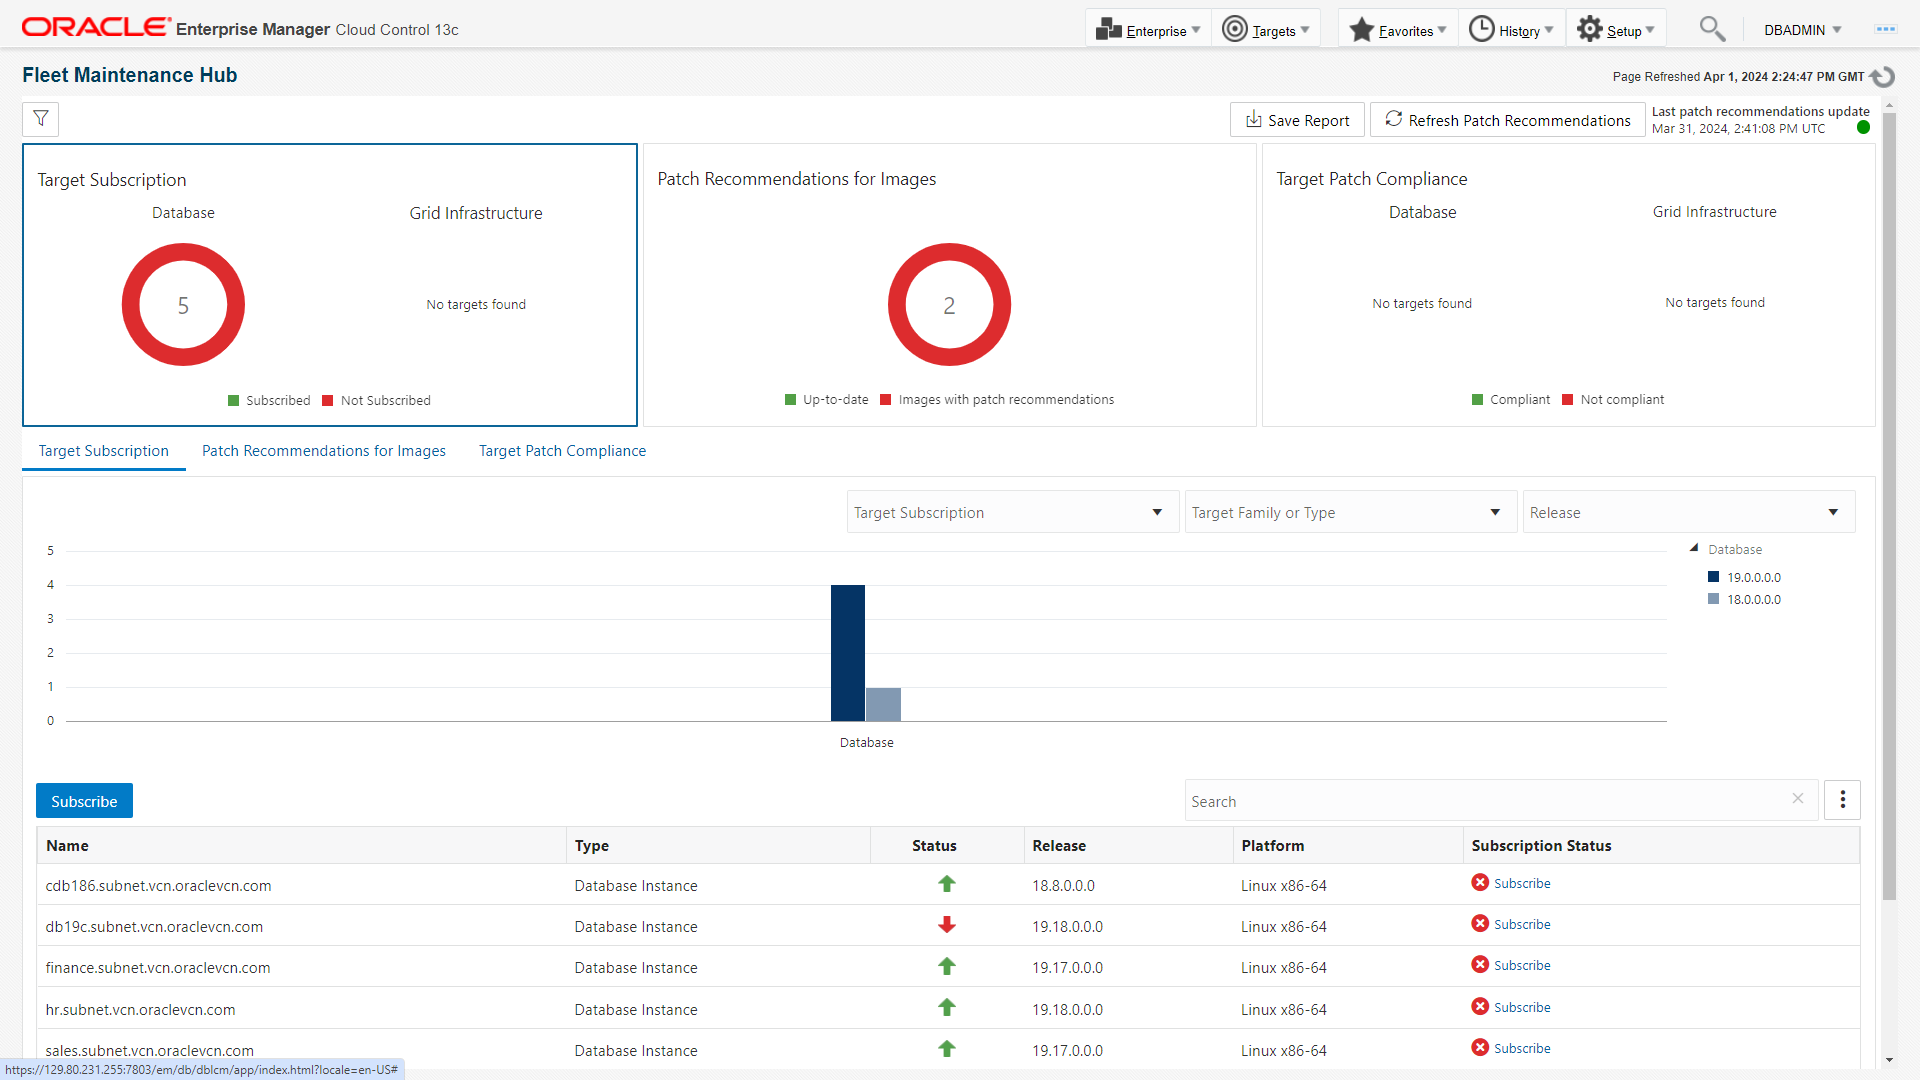 ORACLE Enterprise Manager Cloud Control 13c
Enterprise
Targets
Favorites
History
Setup
DBADMIN
Fleet Maintenance Hub
Page Refreshed Apr 1, 2024 2:24:47 PM GMT
Save Report
Refresh Patch Recommendations
Last patch recommendations update
Mar 31, 2024, 2:41:08 PM UTC
Target Subscription
Database
Grid Infrastructure
5
No targets found
Subscribed
Not Subscribed
Patch Recommendations for Images
2
Up-to-date
Images with patch recommendations
Target Patch Compliance
Database
Grid Infrastructure
No targets found
No targets found
Compliant
Not compliant
Target Subscription
Patch Recommendations for Images
Target Patch Compliance
Target Subscription
Target Family or Type
Release
5
4
3
2
1
0
Database
Database
19.0.0.0.0
18.0.0.0.0
Subscribe
Search
Name Type Status Release Platform Subscription Status
cdb186.subnet.vcn.oraclevcn.com Database Instance 18.8.0.0.0 Linux x86-64 Subscribe
db19c.subnet.vcn.oraclevcn.com Database Instance 19.18.0.0.0 Linux x86-64 Subscribe
finance.subnet.vcn.oraclevcn.com Database Instance 19.17.0.0.0 Linux x86-64 Subscribe
hr.subnet.vcn.oraclevcn.com Database Instance 19.18.0.0.0 Linux x86-64 Subscribe
sales.subnet.vcn.oraclevcn.com Database Instance 19.17.0.0.0 Linux x86-64 Subscribe
https://129.80.231.255:7803/em/db/dblcm/app/index.html?locale=en-US#